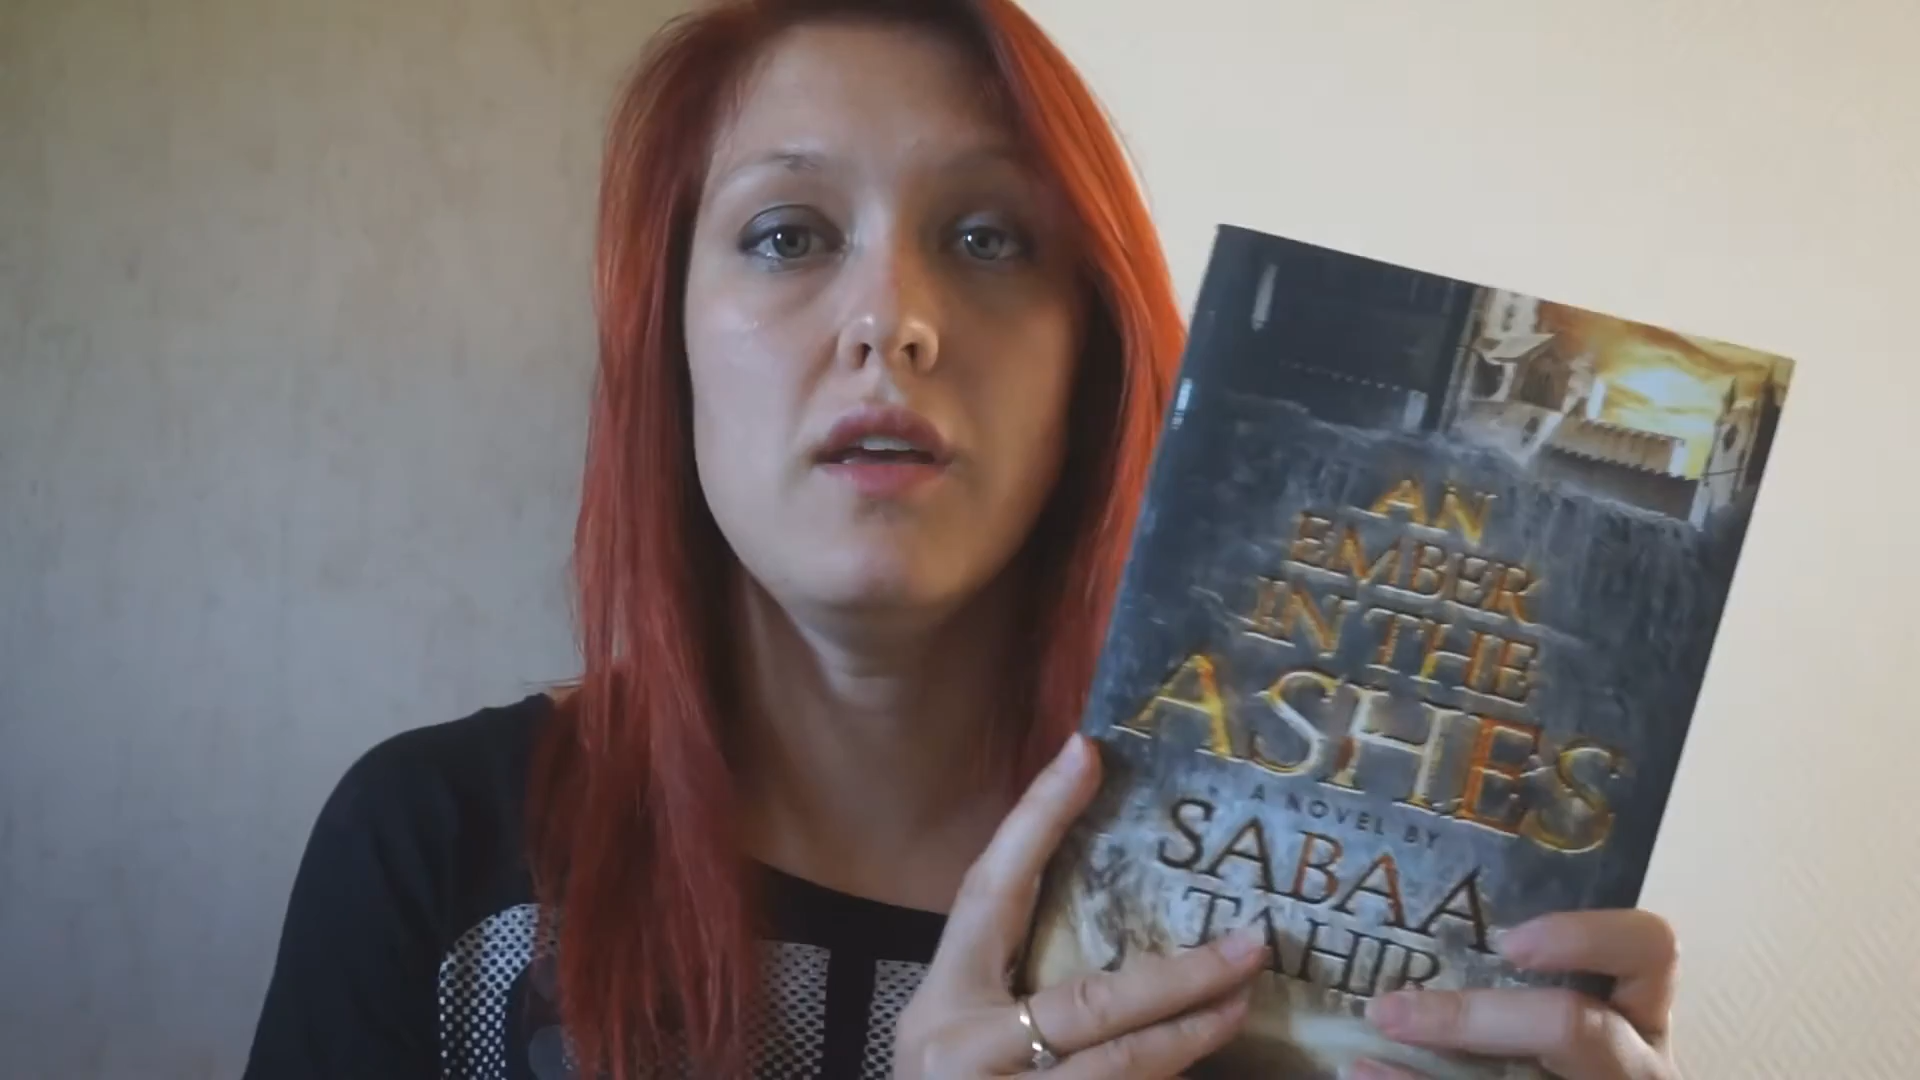 AN
EMBER
IN THE
ASHES
A NOVEL BY
SABAA
TAHIR